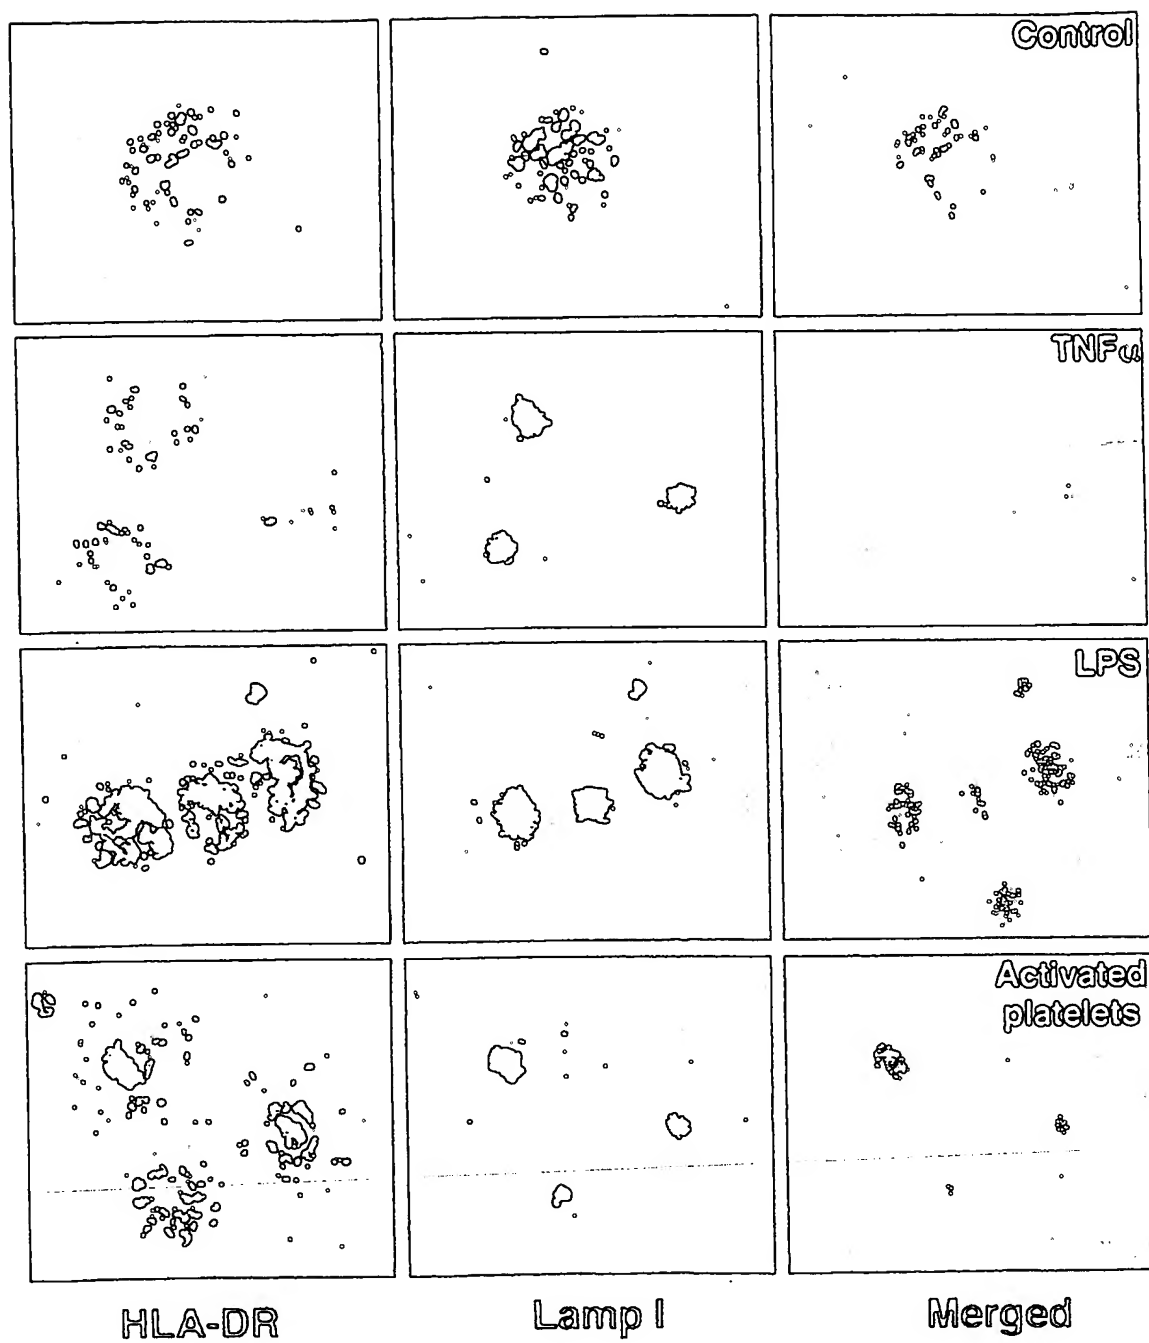 Control
TNFα
LPS
Activated
platelets
HLA-DR
Lamp I
Merged